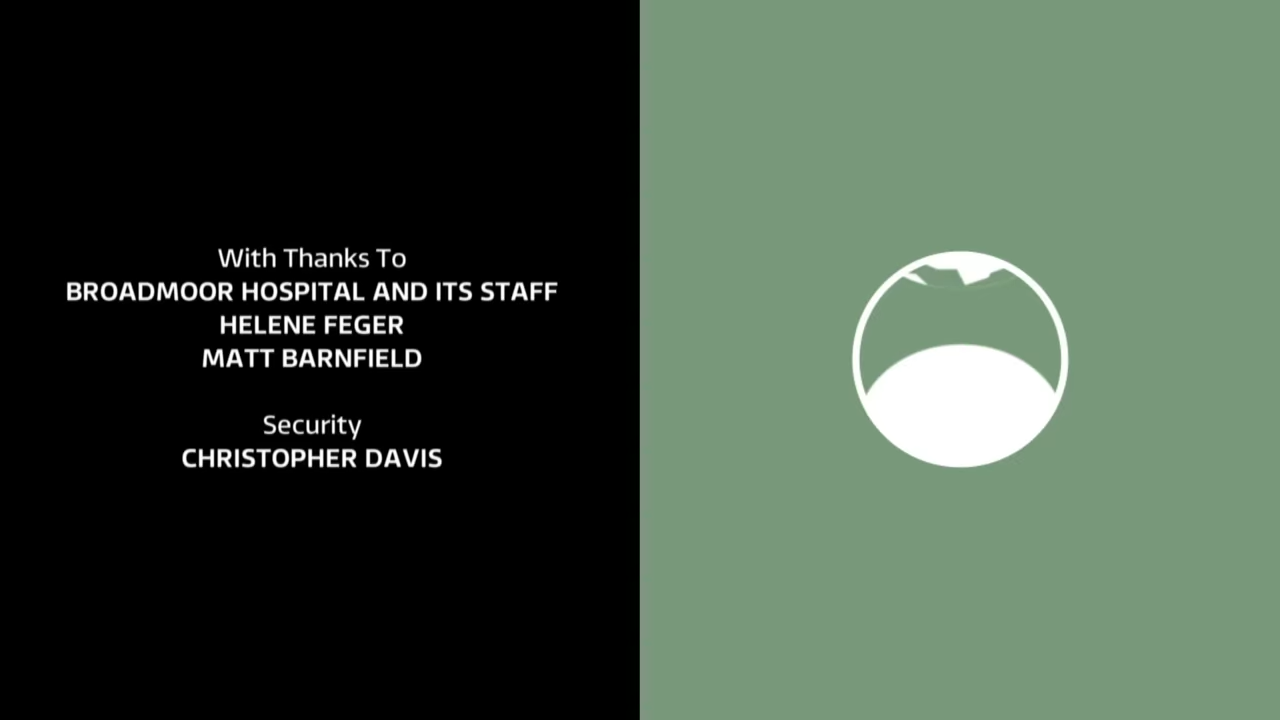 With Thanks To
BROADMOOR HOSPITAL AND ITS STAFF
HELENE FEGER
MATT BARNFIELD
Security
CHRISTOPHER DAVIS